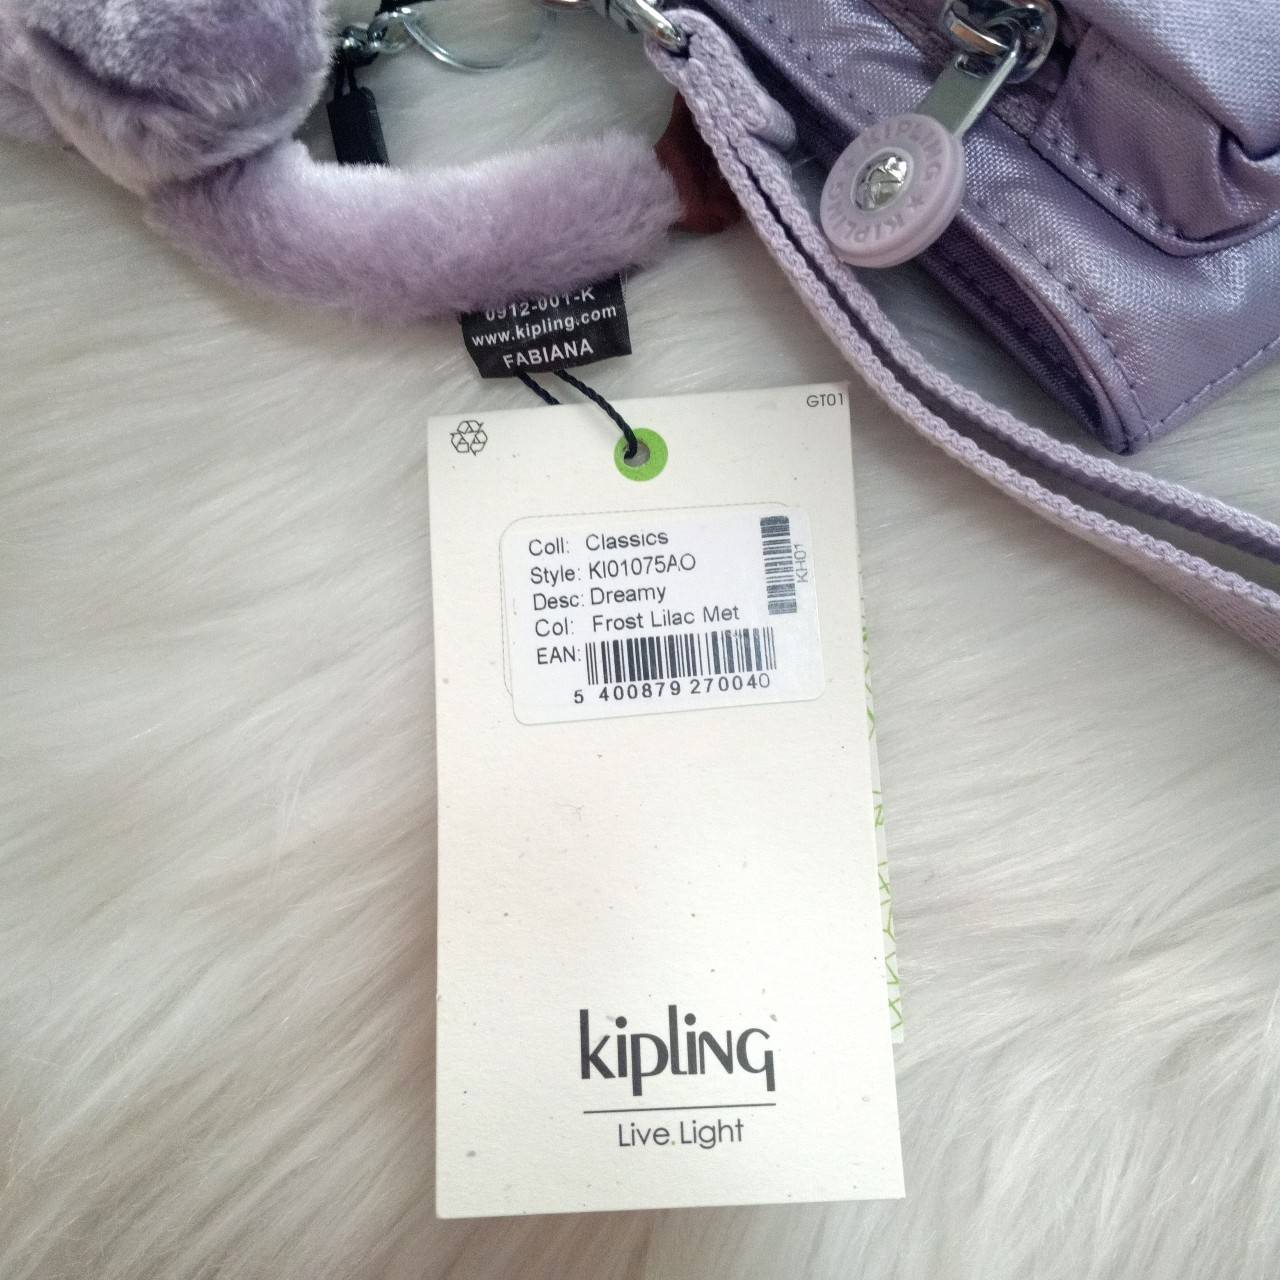 KIPLING ★ KIPLING
0912-001-K
www.kipling.com
FABIANA
GT01
Coll: Classics
Style: KI01075AO
Desc: Dreamy
Col: Frost Lilac Met
EAN:
5 400879 270040
KH01
kipling
Live.Light